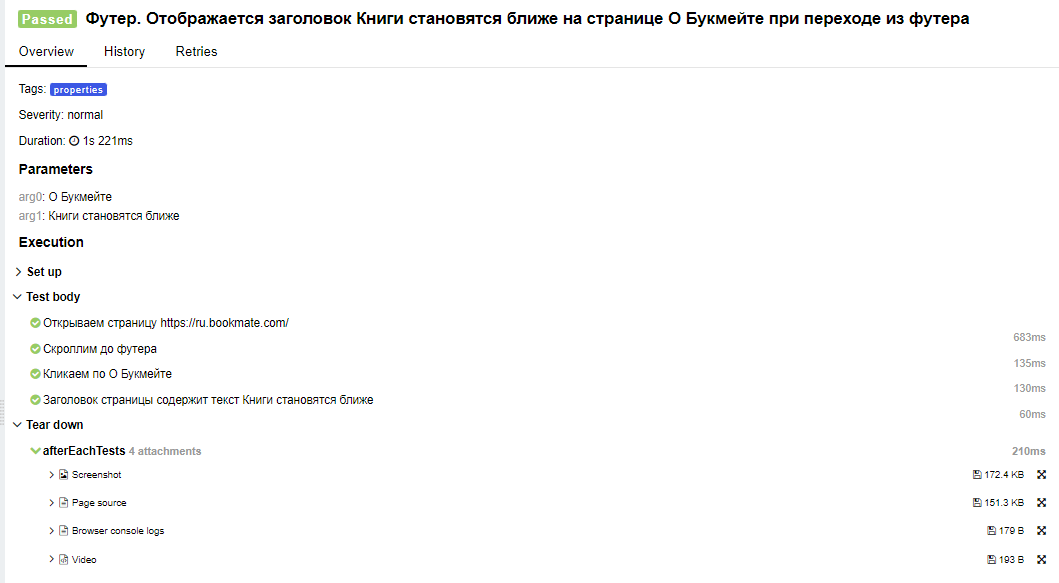 Passed Футер. Отображается заголовок Книги становятся ближе на странице О Букмейте при переходе из футера
Overview History Retries
Tags: properties
Severity: normal
Duration: 1s 221ms
Parameters
arg0: О Букмейте
arg1: Книги становятся ближе
Execution
Set up
Test body
Открываем страницу https://ru.bookmate.com/
683ms
Скроллим до футера
135ms
Кликаем по О Букмейте
130ms
Заголовок страницы содержит текст Книги становятся ближе
60ms
Tear down
afterEachTests 4 attachments 210ms
Screenshot 172.4 KB
Page source 151.3 KB
Browser console logs 179 B
Video 193 B